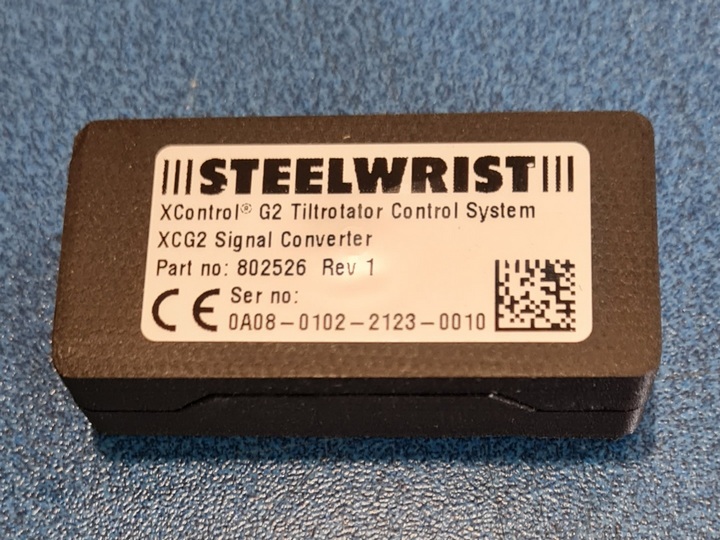 STEELWRIST
XControl® G2 Tiltrotator Control System
XCG2 Signal Converter
Part no: 802526 Rev 1
CE Ser no:
0A08-0102-2123-0010